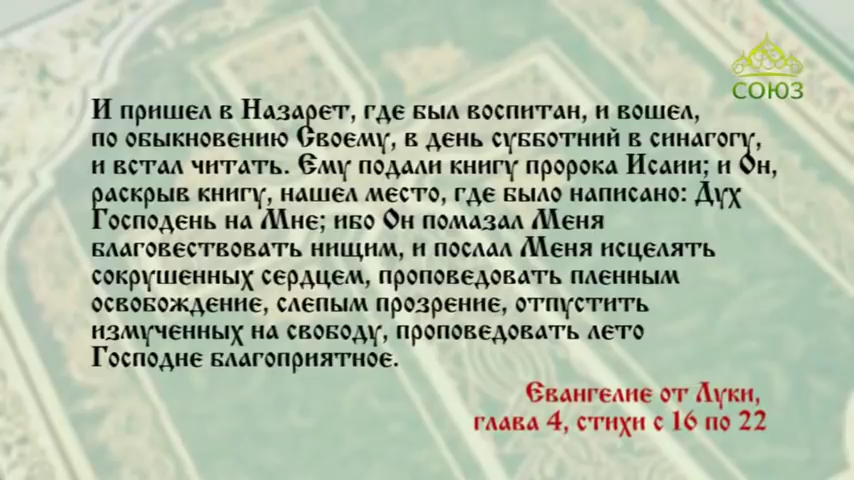 СОЮЗ
И пришел в Назарет, где был воспитан, и вошел,
по обыкновению Своему, в день субботний в синагогу,
и встал читать. Ему подали книгу пророка Исаии; и Он,
раскрыв книгу, нашел место, где было написано: Дух
Господень на Мне; ибо Он помазал Меня
благовествовать нищим, и послал Меня исцелять
сокрушенных сердцем, проповедовать пленным
освобождение, слепым прозрение, отпустить
измученных на свободу, проповедовать лето
Господне благоприятное.
Евангелие от Луки,
глава 4, стихи с 16 по 22